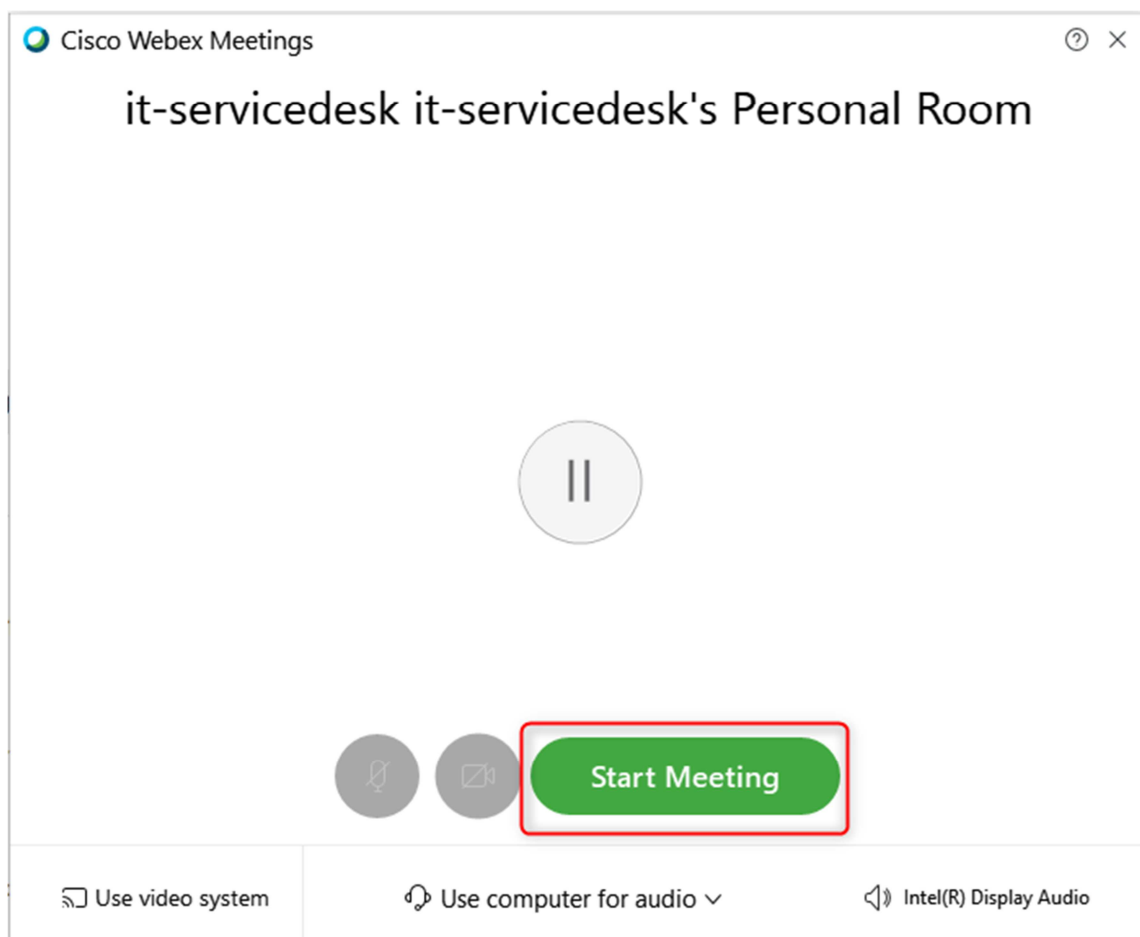 Cisco Webex Meetings
it-servicedesk it-servicedesk's Personal Room
Start Meeting
Use video system
Use computer for audio
Intel(R) Display Audio